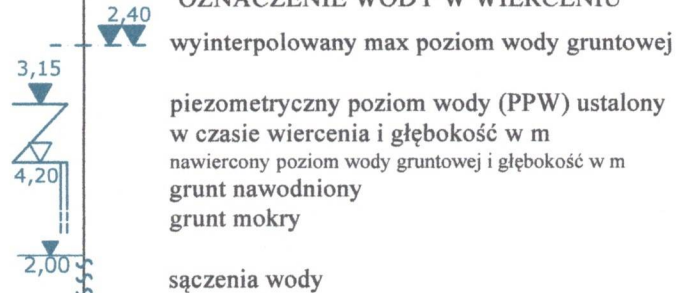 OZNACZENIE WODY W WIERCENIU
2,40
wyinterpolowany max poziom wody gruntowej
3,15
piezometryczny poziom wody (PPW) ustalony
w czasie wiercenia i głębokość w m
nawiercony poziom wody gruntowej i głębokość w m
4,20
grunt nawodniony
grunt mokry
2,00
sączenia wody